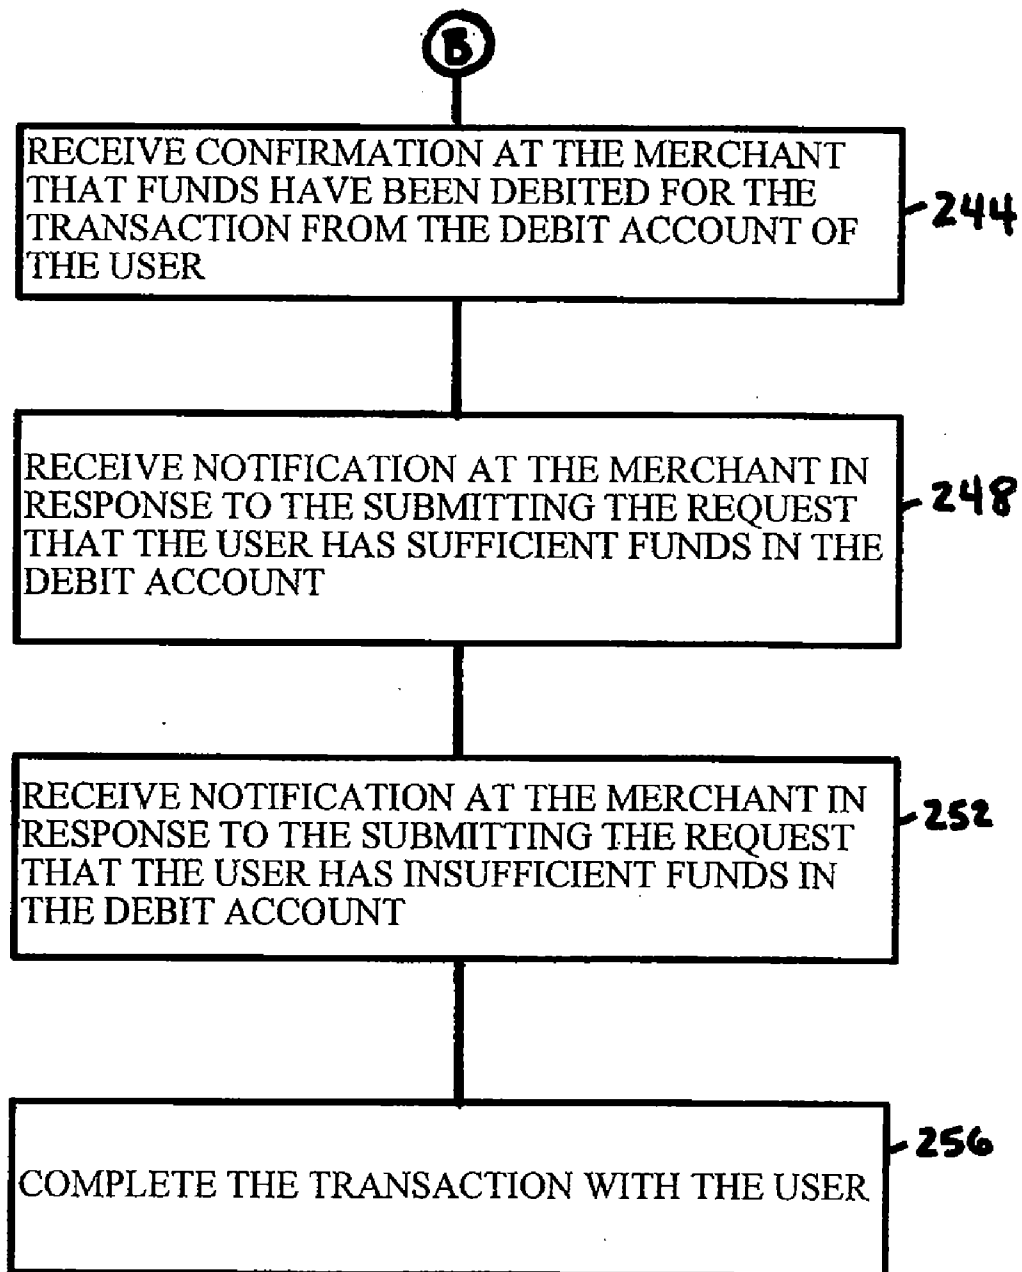 B
RECEIVE CONFIRMATION AT THE MERCHANT
THAT FUNDS HAVE BEEN DEBITED FOR THE
TRANSACTION FROM THE DEBIT ACCOUNT OF
THE USER
244
RECEIVE NOTIFICATION AT THE MERCHANT IN
RESPONSE TO THE SUBMITTING THE REQUEST
THAT THE USER HAS SUFFICIENT FUNDS IN THE
DEBIT ACCOUNT
248
RECEIVE NOTIFICATION AT THE MERCHANT IN
RESPONSE TO THE SUBMITTING THE REQUEST
THAT THE USER HAS INSUFFICIENT FUNDS IN
THE DEBIT ACCOUNT
252
COMPLETE THE TRANSACTION WITH THE USER
256